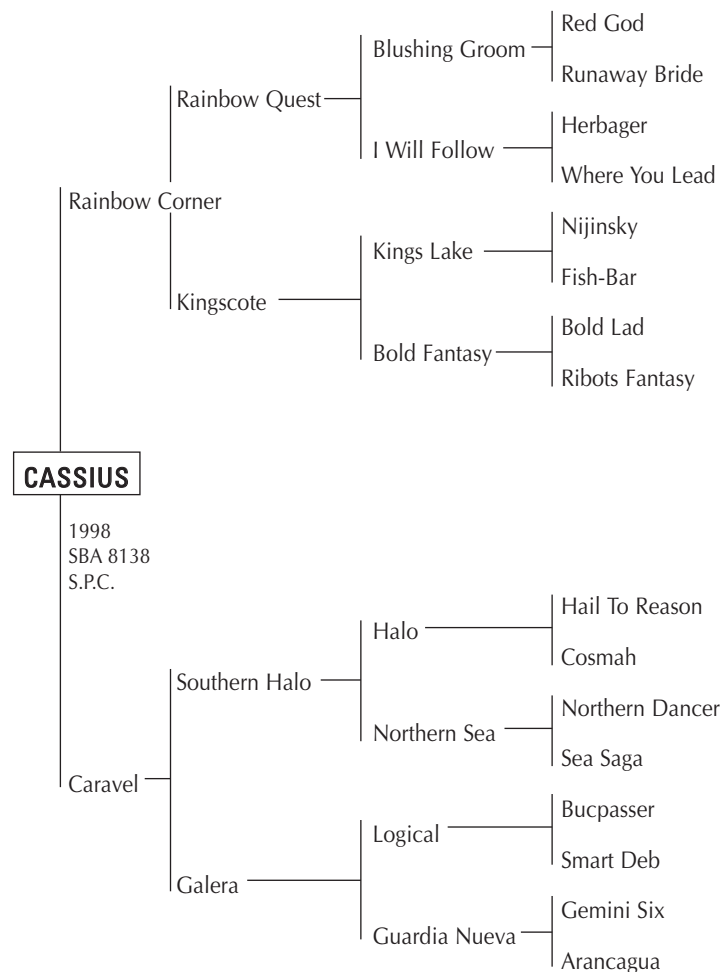 Red God
Blushing Groom
Runaway Bride
Rainbow Quest
Herbager
I Will Follow
Where You Lead
Rainbow Corner
Nijinsky
Kings Lake
Fish-Bar
Kingscote
Bold Lad
Bold Fantasy
Ribots Fantasy
CASSIUS
1998
SBA 8138
S.P.C.
Hail To Reason
Halo
Cosmah
Southern Halo
Northern Dancer
Northern Sea
Sea Saga
Caravel
Bucpasser
Logical
Smart Deb
Galera
Gemini Six
Guardia Nueva
Arancagua